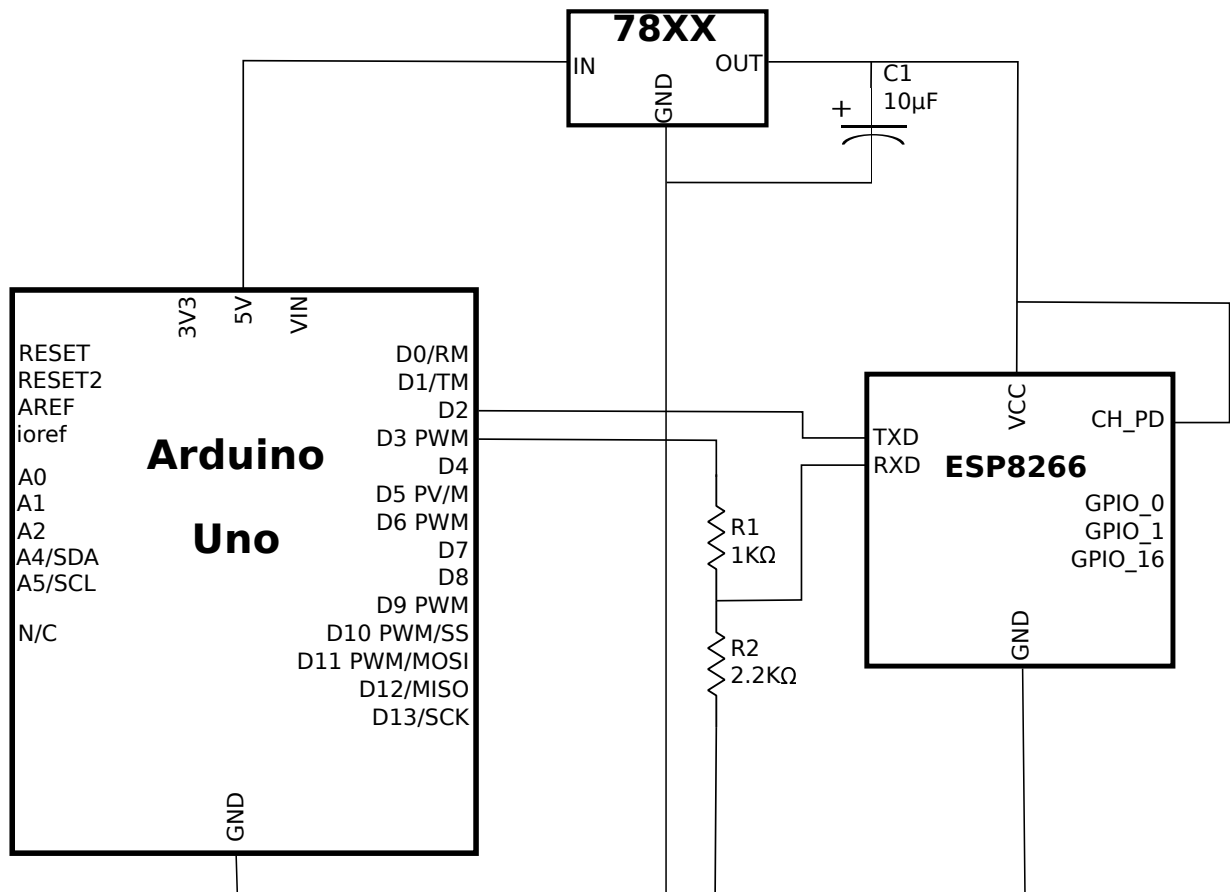 78XX
IN
OUT
GND
C1
10µF
+
3V3
5V
VIN
RESET
RESET2
AREF
ioref
A0
A1
A2
A4/SDA
A5/SCL
N/C
Arduino
Uno
D0/RM
D1/TM
D2
D3 PWM
D4
D5 PV/M
D6 PWM
D7
D8
D9 PWM
D10 PWM/SS
D11 PWM/MOSI
D12/MISO
D13/SCK
GND
R1
1KΩ
R2
2.2KΩ
VCC
CH_PD
TXD
RXD
ESP8266
GPIO_0
GPIO_1
GPIO_16
GND